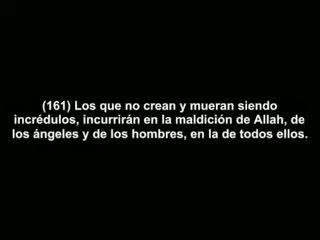 (161) Los que no crean y mueran siendo
incrédulos, incurrirán en la maldición de Allah, de
los ángeles y de los hombres, en la de todos ellos.